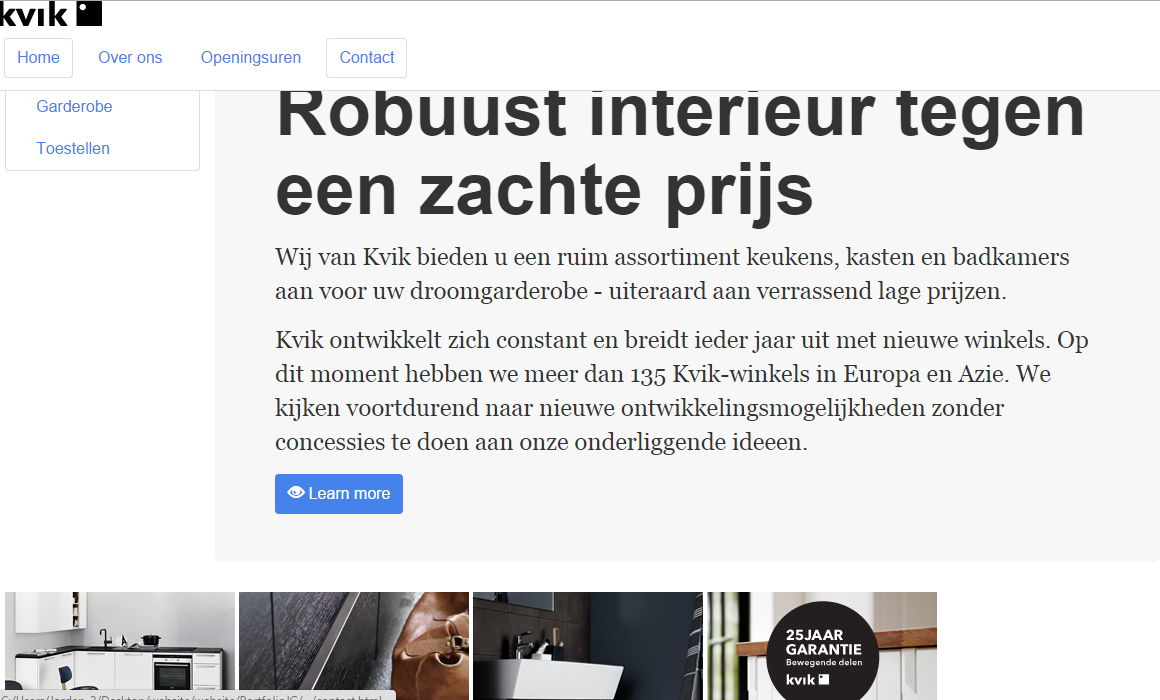 kvik
Home Over ons Openingsuren Contact
Garderobe
Toestellen
Robuust interieur tegen
een zachte prijs
Wij van Kvik bieden u een ruim assortiment keukens, kasten en badkamers
aan voor uw droomgarderobe - uiteraard aan verrassend lage prijzen.
Kvik ontwikkelt zich constant en breidt ieder jaar uit met nieuwe winkels. Op
dit moment hebben we meer dan 135 Kvik-winkels in Europa en Azie. We
kijken voortdurend naar nieuwe ontwikkelingsmogelijkheden zonder
concessies te doen aan onze onderliggende ideeen.
Learn more
25 JAAR
GARANTIE
Bewegende delen
kvik